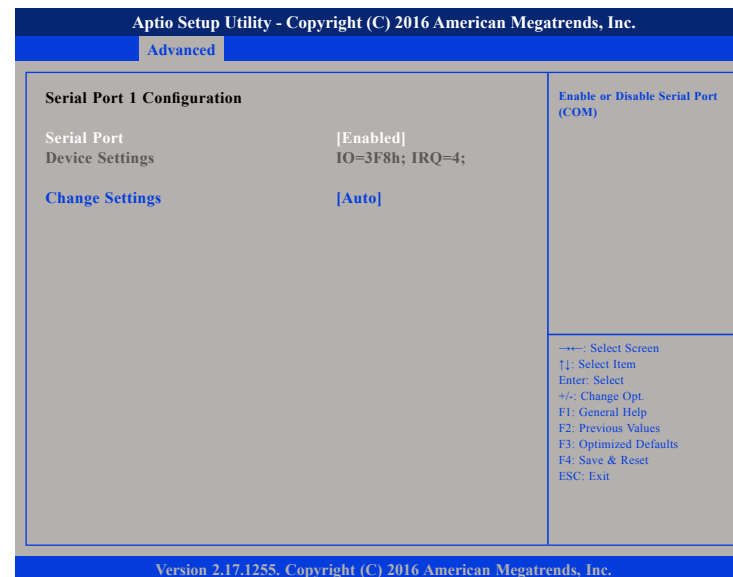 Aptio Setup Utility - Copyright (C) 2016 American Megatrends, Inc.
Advanced
Serial Port 1 Configuration
Serial Port [Enabled]
Device Settings IO=3F8h; IRQ=4;
Change Settings [Auto]
Enable or Disable Serial Port
(COM)
→←: Select Screen
↑↓: Select Item
Enter: Select
+/-: Change Opt.
F1: General Help
F2: Previous Values
F3: Optimized Defaults
F4: Save & Reset
ESC: Exit
Version 2.17.1255. Copyright (C) 2016 American Megatrends, Inc.